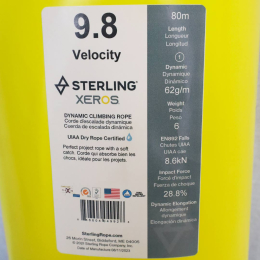 9.8
Velocity
STERLING
XEROS
DYNAMIC CLIMBING ROPE
Corde d'escalade dynamique
Cuerda de escalada dinámica
UIAA Dry Rope Certified
Perfect project rope with a soft
catch. Corde qui absorbe bien les
chocs, idéale pour les projets.
SterlingRope.com
80m
Length
Longueur
Longitud
Dynamic
Dynamique
Dinámica
62g/m
Weight
Poids
Peso
6
EN892 Falls
Chutes UIAA
UIAA caie
8.6kN
Impact Force
Force d'impact
Fuerza de choque
28.8%
Dynamic Elongation
Allongement
dynamique
Elongación dinámica